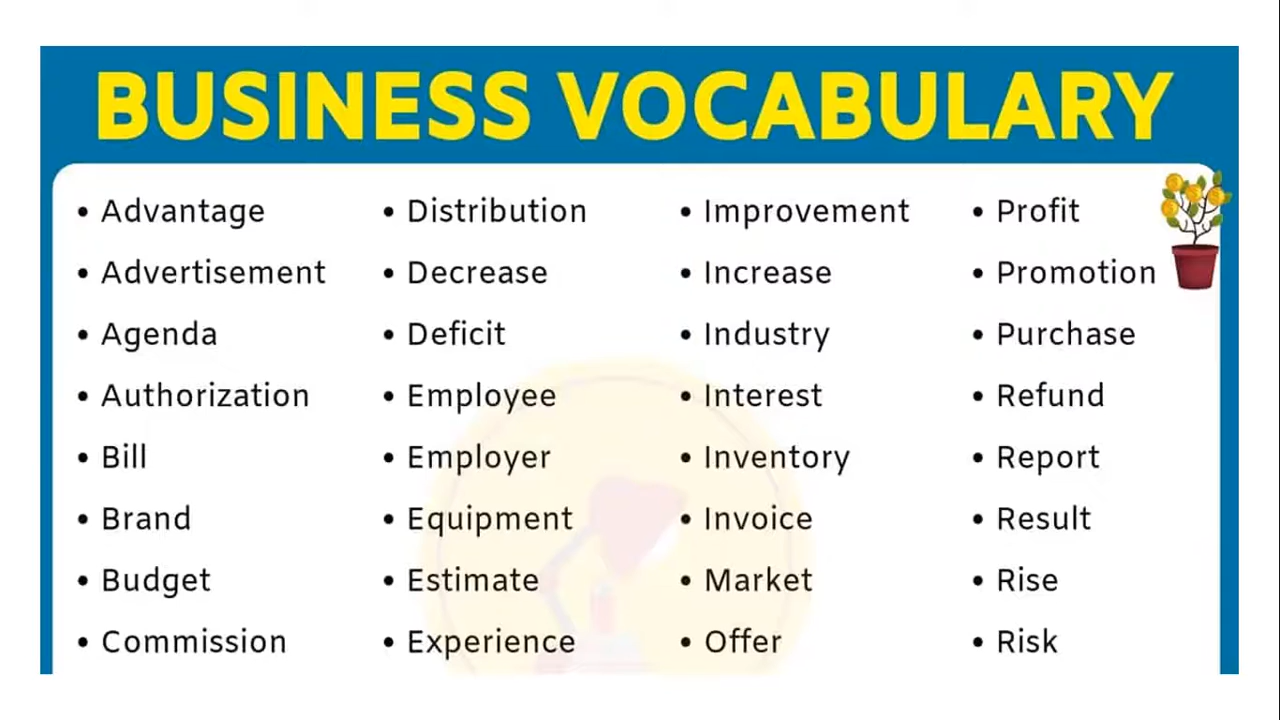 BUSINESS VOCABULARY
• Advantage
• Advertisement
• Agenda
• Authorization
• Bill
• Brand
• Budget
• Commission
• Distribution
• Decrease
• Deficit
• Employee
• Employer
• Equipment
• Estimate
• Experience
• Improvement
• Increase
• Industry
• Interest
• Inventory
• Invoice
• Market
• Offer
• Profit
• Promotion
• Purchase
• Refund
• Report
• Result
• Rise
• Risk